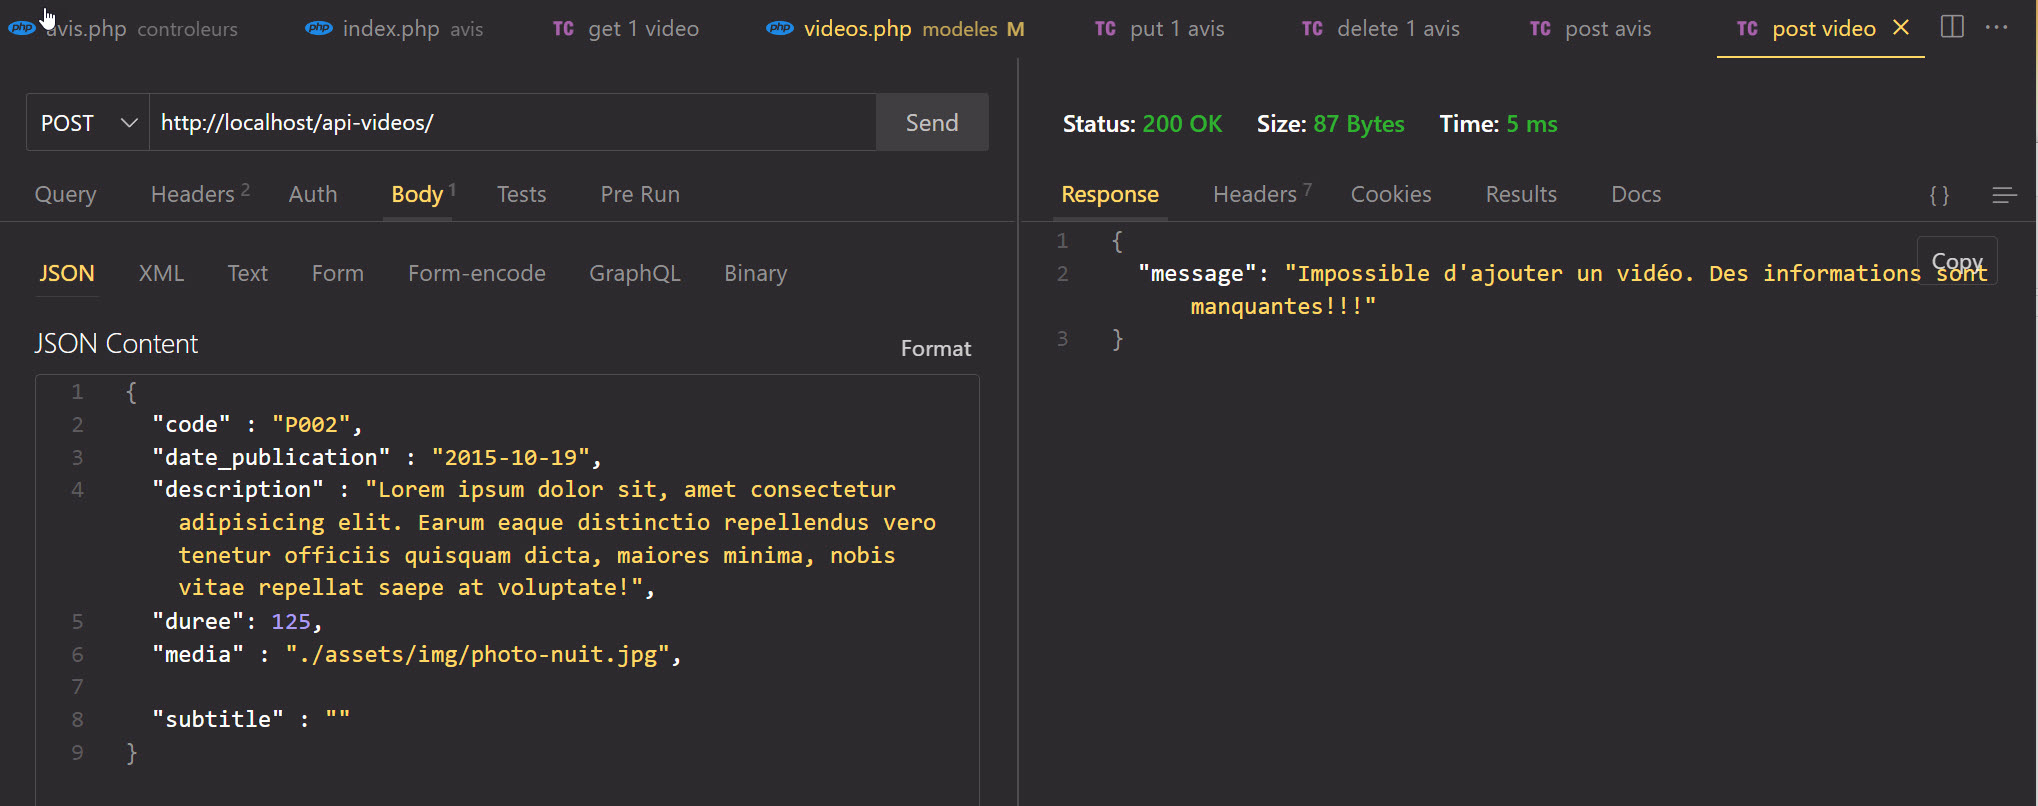 php avis.php controleurs php index.php avis TC get 1 video php videos.php modeles M TC put 1 avis TC delete 1 avis TC post avis TC post video
POST http://localhost/api-videos/ Send
Query Headers 2 Auth Body 1 Tests Pre Run
JSON XML Text Form Form-encode GraphQL Binary
JSON Content
Format
1 {
2 "code" : "P002",
3 "date_publication" : "2015-10-19",
4 "description" : "Lorem ipsum dolor sit, amet consectetur
adipisicing elit. Earum eaque distinctio repellendus vero
tenetur officiis quisquam dicta, maiores minima, nobis
vitae repellat saepe at voluptate!",
5 "duree": 125,
6 "media" : "./assets/img/photo-nuit.jpg",
7
8 "subtitle" : ""
9 }
Status: 200 OK Size: 87 Bytes Time: 5 ms
Response Headers 7 Cookies Results Docs { }
Copy
1 {
2 "message": "Impossible d'ajouter un vidéo. Des informations sont
manquantes!!!"
3 }